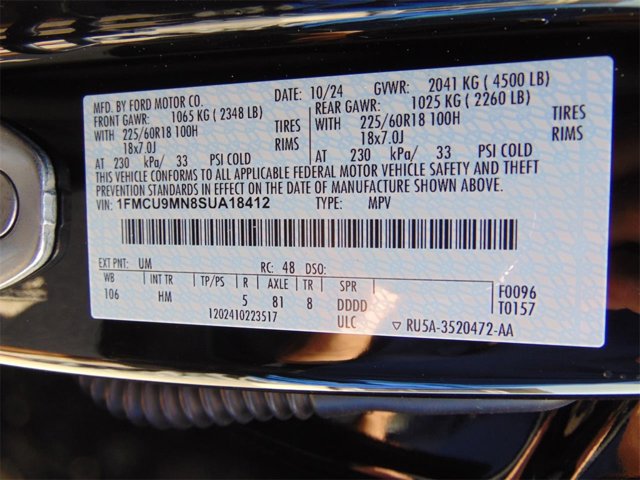 MFD. BY FORD MOTOR CO. DATE: 10/24 GVWR: 2041 KG ( 4500 LB)
FRONT GAWR: 1065 KG ( 2348 LB) REAR GAWR: 1025 KG ( 2260 LB)
WITH 225/60R18 100H TIRES WITH 225/60R18 100H TIRES
18x7.0J RIMS 18x7.0J RIMS
AT 230 kPa/ 33 PSI COLD AT 230 kPa/ 33 PSI COLD
THIS VEHICLE CONFORMS TO ALL APPLICABLE FEDERAL MOTOR VEHICLE SAFETY AND THEFT
PREVENTION STANDARDS IN EFFECT ON THE DATE OF MANUFACTURE SHOWN ABOVE.
VIN: 1FMCU9MN8SUA18412 TYPE: MPV
EXT PNT: UM RC: 48 DSO:
WB INT TR TP/PS R AXLE TR SPR
106 HM 5 81 8 DDDD F0096
1202410223517 ULC T0157
▽ RU5A-3520472-AA